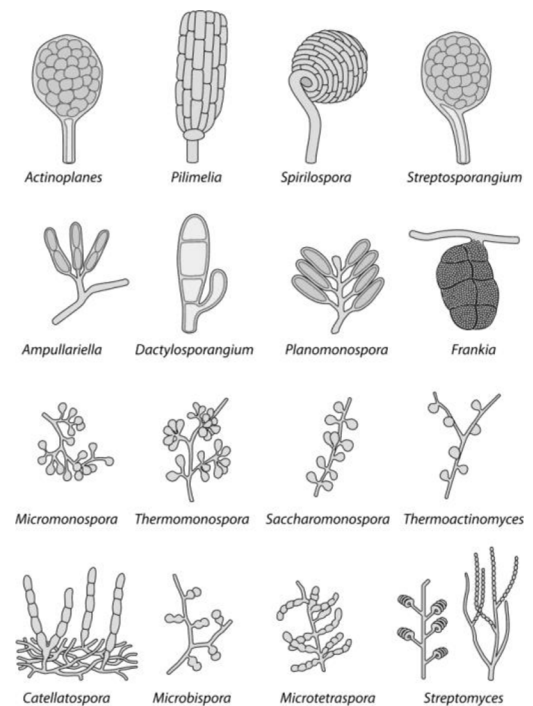 Actinoplanes Pilimelia Spirilospora Streptosporangium
Ampullariella Dactylosporangium Planomonospora Frankia
Micromonospora Thermomonospora Saccharomonospora Thermoactinomyces
Catellatospora Microbispora Microtetraspora Streptomyces